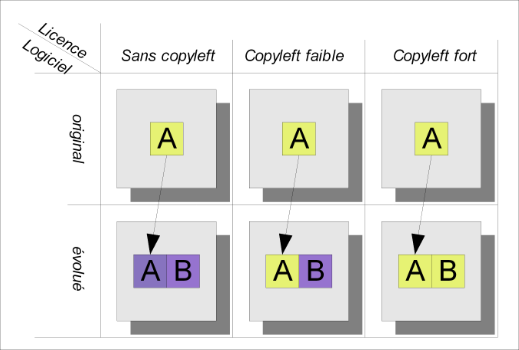 Licence
Logiciel
Sans copyleft
Copyleft faible
Copyleft fort
original
A
A
A
évolué
A B
A B
A B